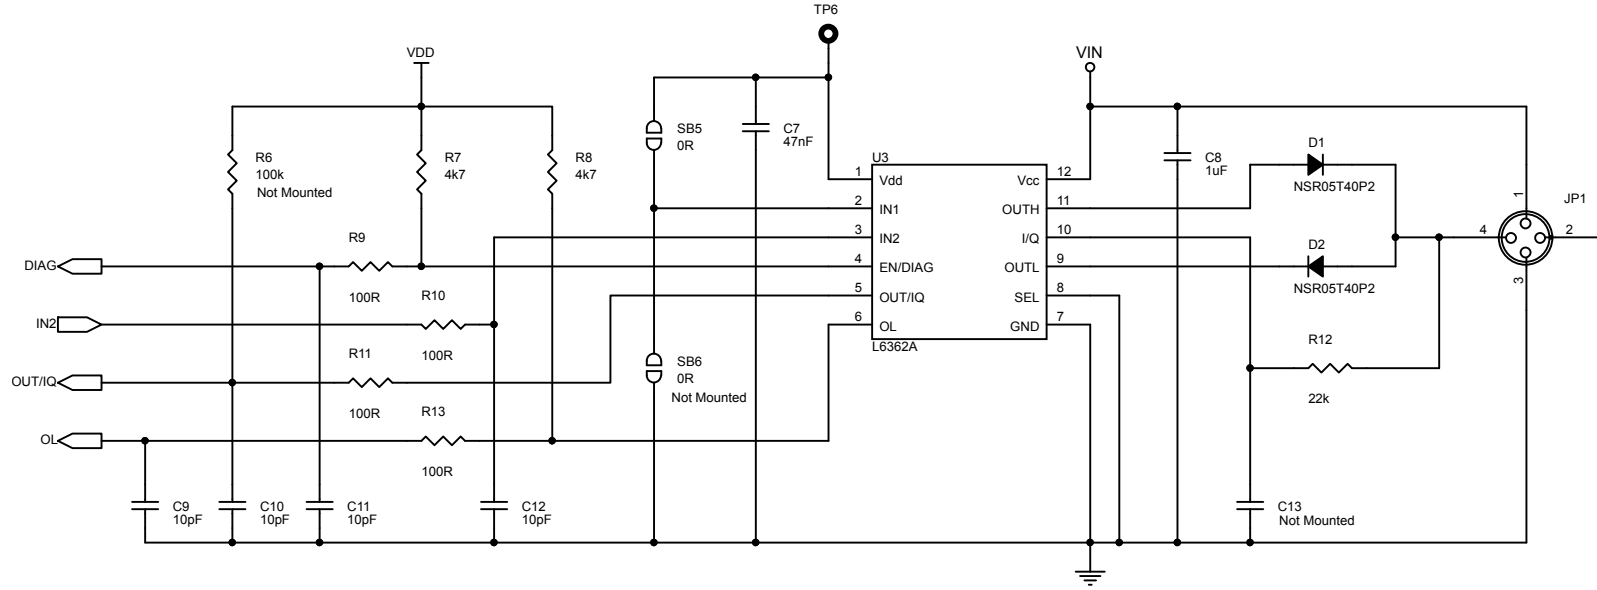 TP6
VDD
VIN
SB5
0R
C7
47nF
R6
100k
Not Mounted
R7
4k7
R8
4k7
U3
C8
1uF
D1
NSR05T40P2
JP1
1 Vdd
Vcc 12
2 IN1
OUTH 11
3 IN2
I/Q 10
4 EN/DIAG
OUTL 9
5 OUT/IQ
SEL 8
6 OL
GND 7
L6362A
1
4
2
3
D2
NSR05T40P2
DIAG
R9
100R
IN2
R10
100R
OUT/IQ
R11
100R
OL
R13
100R
SB6
0R
Not Mounted
R12
22k
C9
10pF
C10
10pF
C11
10pF
C12
10pF
C13
Not Mounted